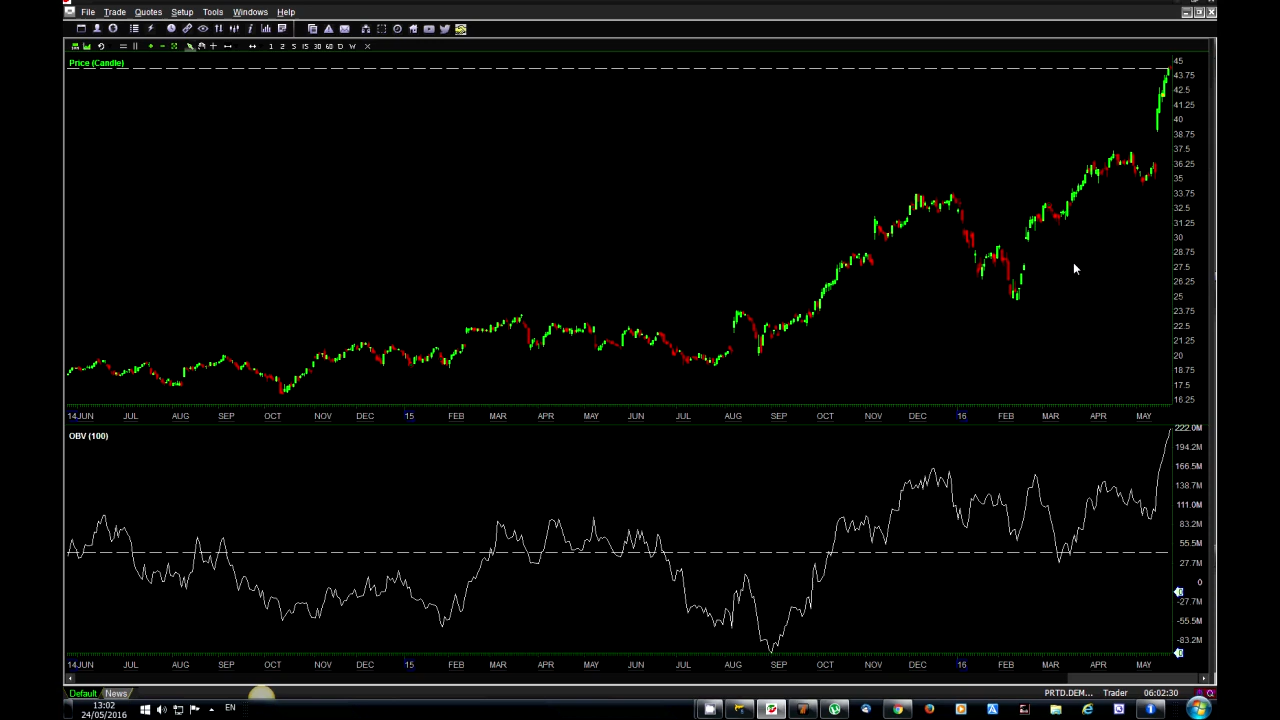 File Trade Quotes Setup Tools Windows Help
1 2 5 15 30 60 D W
Price (Candle)
45
43.75
42.5
41.25
40
38.75
37.5
36.25
35
33.75
32.5
31.25
30
28.75
27.5
26.25
25
23.75
22.5
21.25
20
18.75
17.5
16.25
14JUN JUL AUG SEP OCT NOV DEC 15 FEB MAR APR MAY JUN JUL AUG SEP OCT NOV DEC 16 FEB MAR APR MAY
OBV (100)
222.0M
194.2M
166.5M
138.7M
111.0M
83.2M
55.5M
27.7M
0
-27.7M
-55.5M
-83.2M
14JUN JUL AUG SEP OCT NOV DEC 15 FEB MAR APR MAY JUN JUL AUG SEP OCT NOV DEC 16 FEB MAR APR MAY
Default News PRTD.DEM... Trader 06:02:30
13:02
24/05/2016
EN